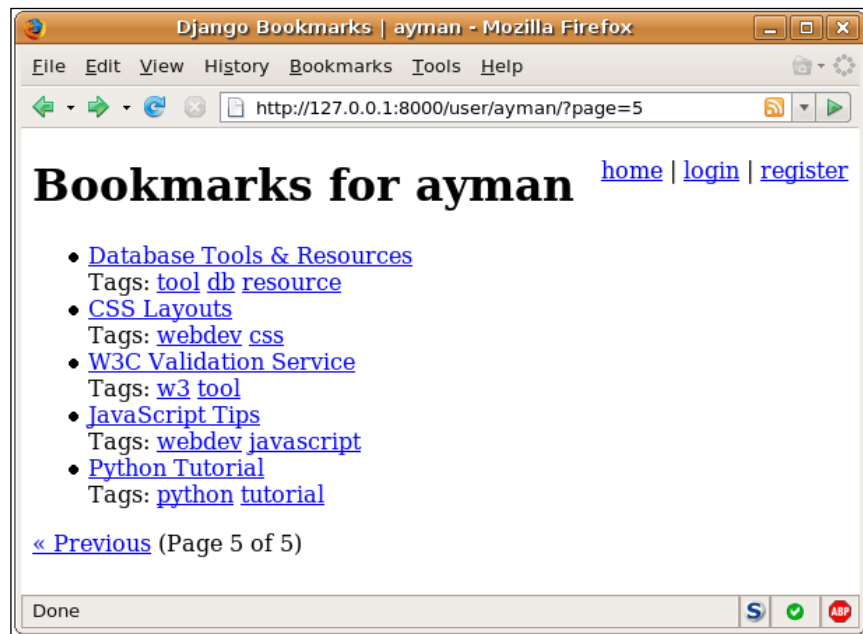 Django Bookmarks | ayman - Mozilla Firefox
File Edit View History Bookmarks Tools Help
http://127.0.0.1:8000/user/ayman/?page=5
home | login | register
Bookmarks for ayman
Database Tools & Resources
Tags: tool db resource
CSS Layouts
Tags: webdev css
W3C Validation Service
Tags: w3 tool
JavaScript Tips
Tags: webdev javascript
Python Tutorial
Tags: python tutorial
« Previous (Page 5 of 5)
Done
S
ABP